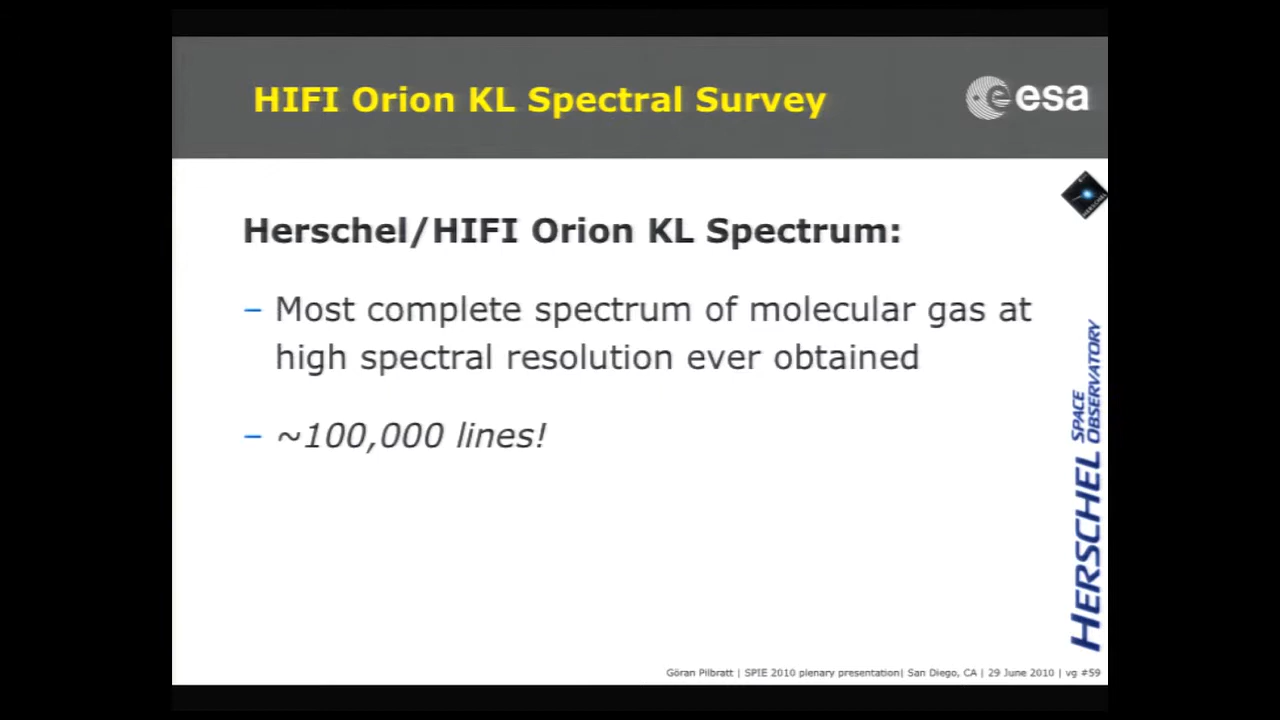 HIFI Orion KL Spectral Survey
esa
Herschel/HIFI Orion KL Spectrum:
– Most complete spectrum of molecular gas at
high spectral resolution ever obtained
– ~100,000 lines!
HERSCHEL
HERSCHEL SPACE
OBSERVATORY
Göran Pilbratt | SPIE 2010 plenary presentation| San Diego, CA | 29 June 2010 | vg #59